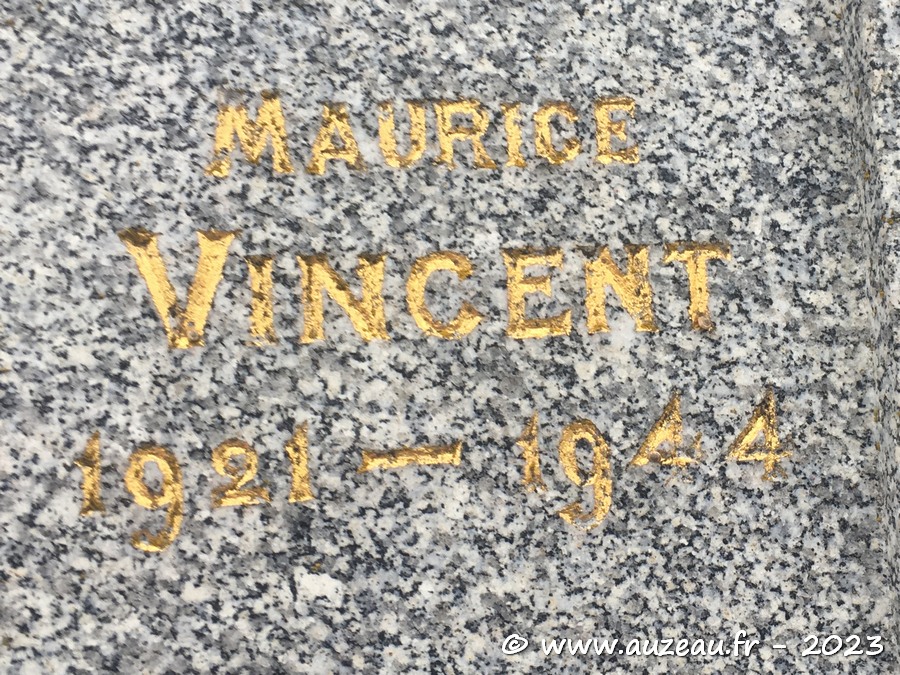 MAURICE
VINCENT
1921 — 1944
© www.auzeau.fr - 2023